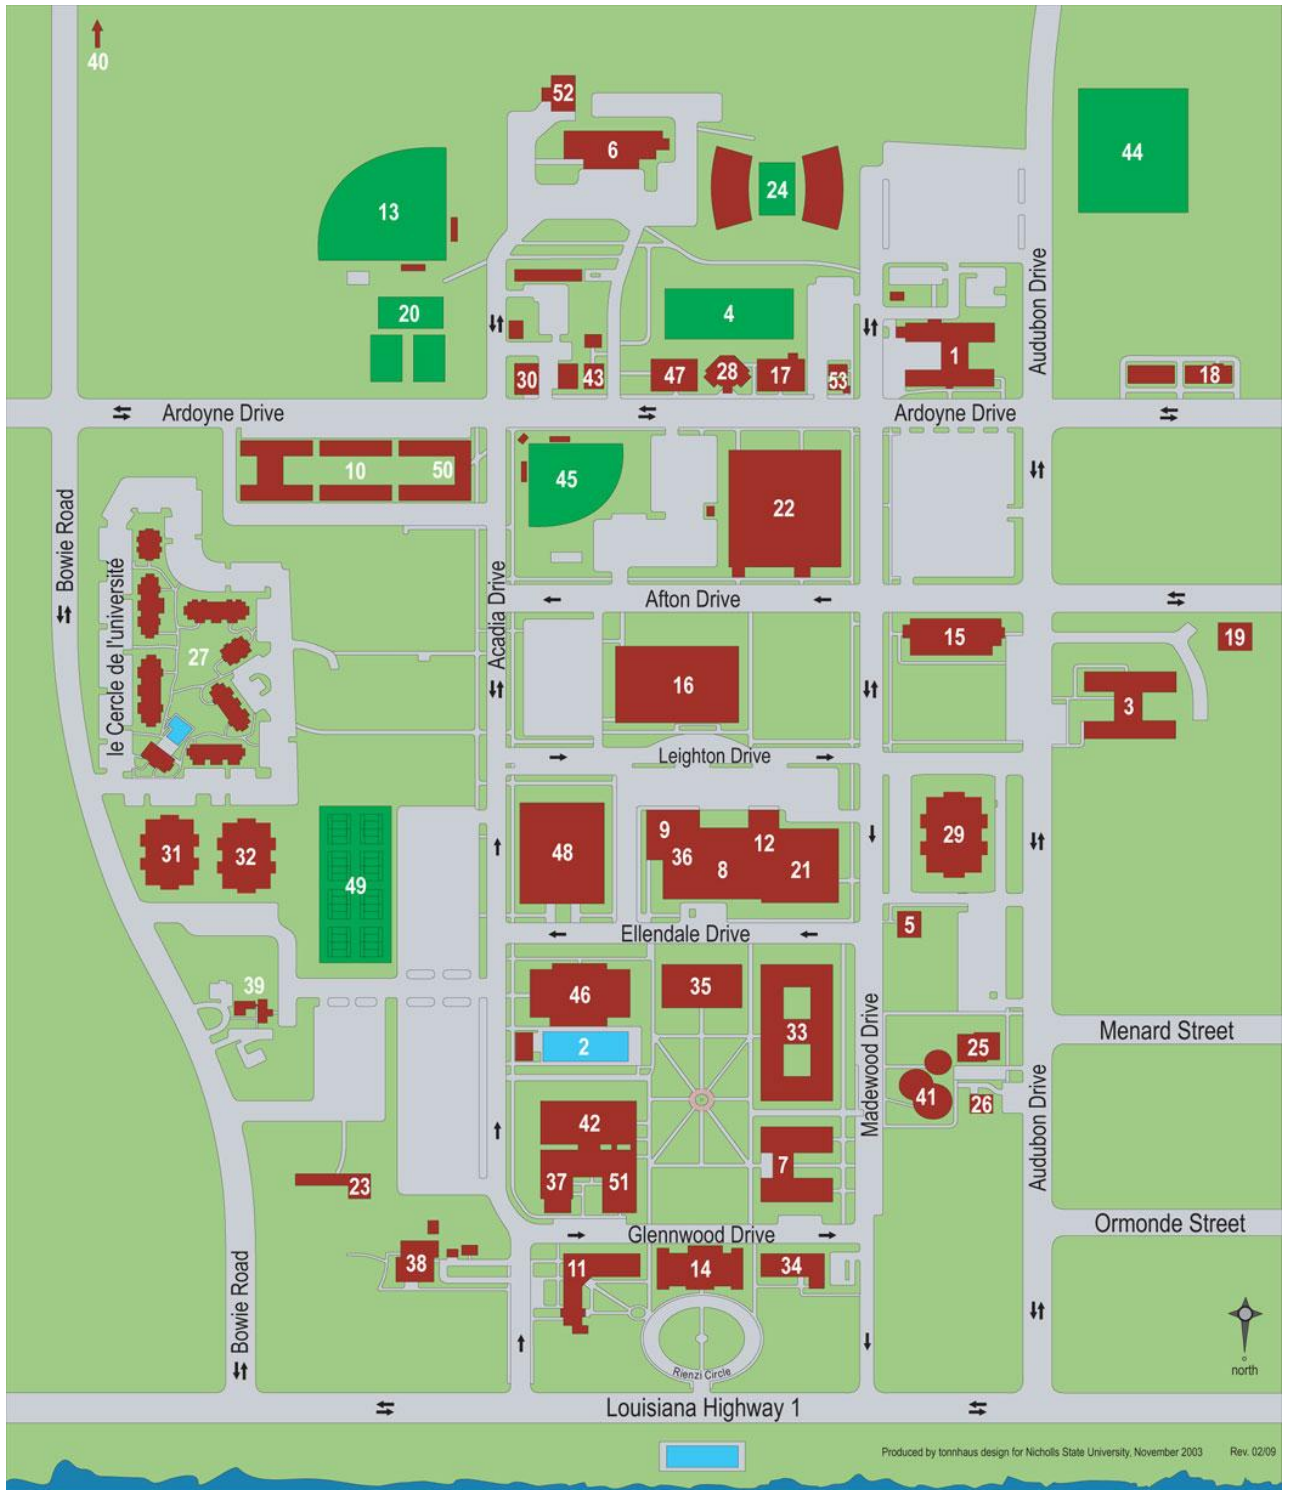 40
52
6
44
24
13
20
4
Audubon Drive
1
30
43
47
28
17
53
18
Ardoyne Drive
Ardoyne Drive
10
50
45
22
Bowie Road
le Cercle de l'université
Acadia Drive
Afton Drive
27
15
19
16
3
Leighton Drive
31
32
49
48
9
36
8
12
21
29
5
Ellendale Drive
39
46
35
33
2
Madewood Drive
25
41
26
Menard Street
Audubon Drive
42
37
51
7
23
Ormonde Street
Glennwood Drive
38
11
14
34
Bowie Road
Rienzi Circle
north
Louisiana Highway 1
Produced by tonnhaus design for Nicholls State University, November 2003 Rev. 02/09